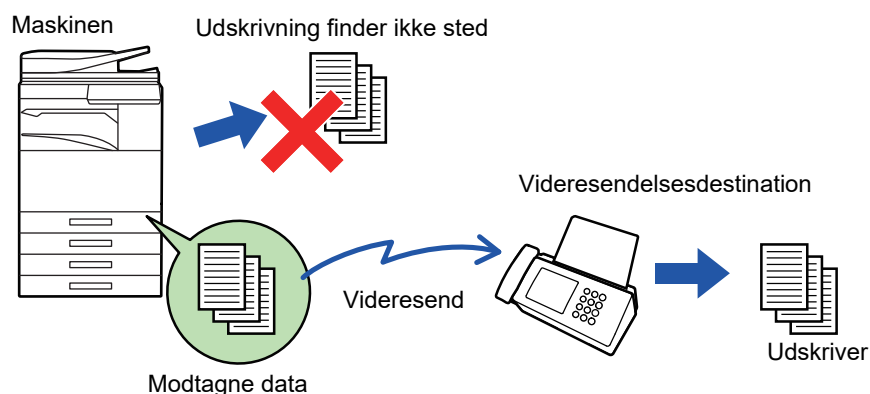 Maskinen
Udskrivning finder ikke sted
Videresendelsesdestination
Videresend
Udskriver
Modtagne data